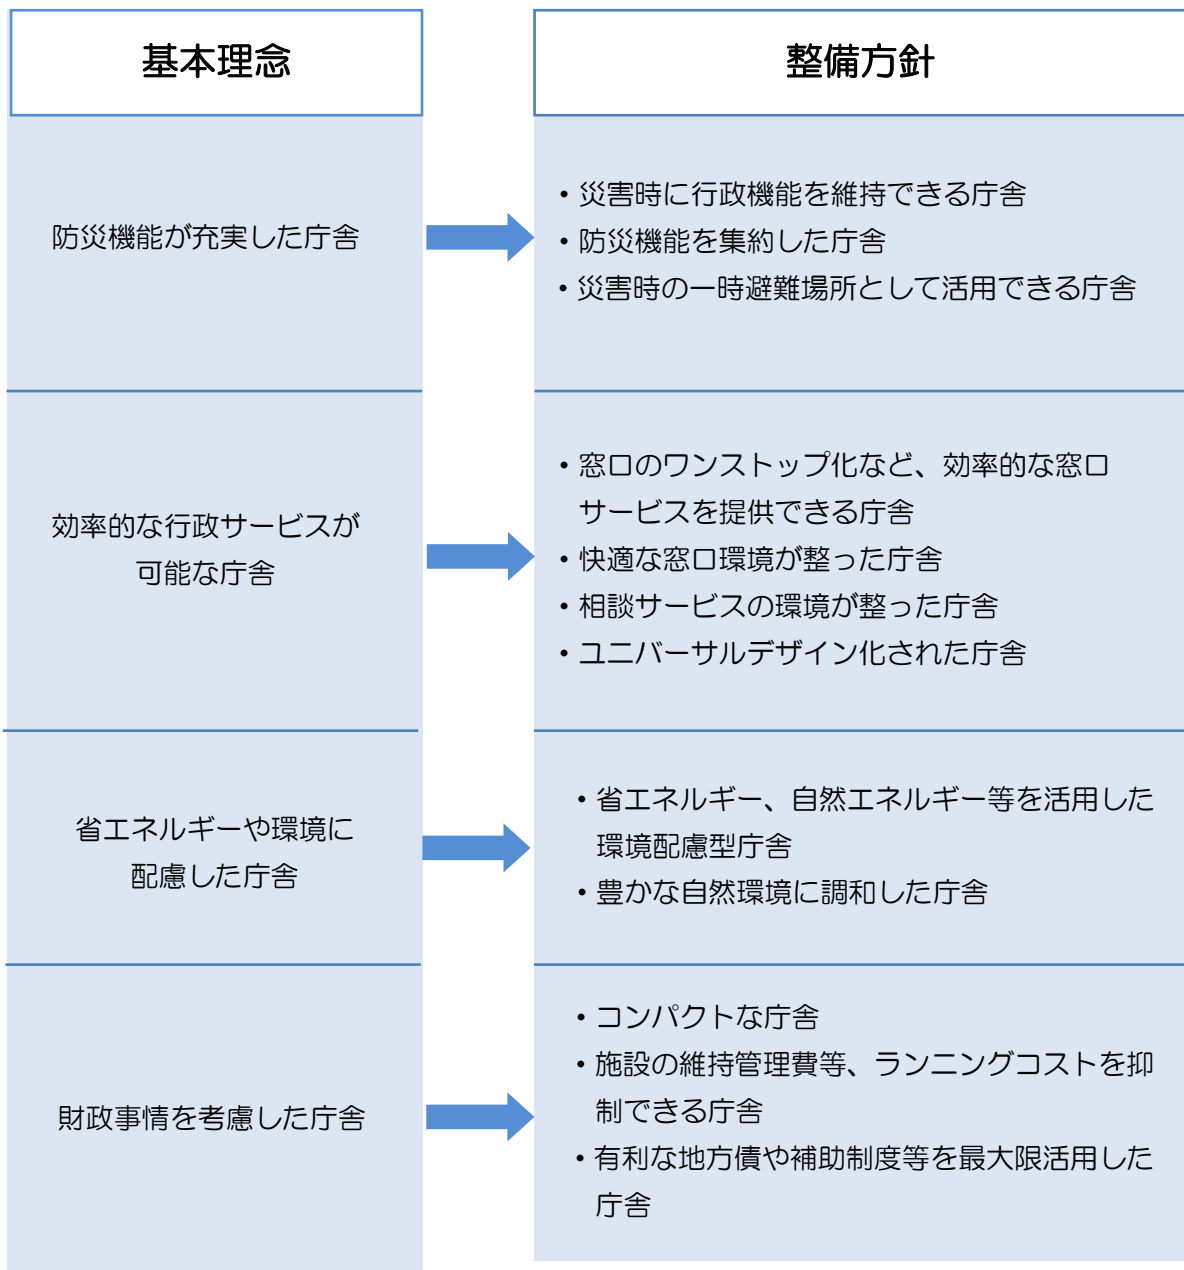 基本理念
整備方針
防災機能が充実した庁舎
・災害時に行政機能を維持できる庁舎
・防災機能を集約した庁舎
・災害時の一時避難場所として活用できる庁舎
効率的な行政サービスが
可能な庁舎
・窓口のワンストップ化など、効率的な窓口
サービスを提供できる庁舎
・快適な窓口環境が整った庁舎
・相談サービスの環境が整った庁舎
・ユニバーサルデザイン化された庁舎
省エネルギーや環境に
配慮した庁舎
・省エネルギー、自然エネルギー等を活用した
環境配慮型庁舎
・豊かな自然環境に調和した庁舎
財政事情を考慮した庁舎
・コンパクトな庁舎
・施設の維持管理費等、ランニングコストを抑
制できる庁舎
・有利な地方債や補助制度等を最大限活用した
庁舎